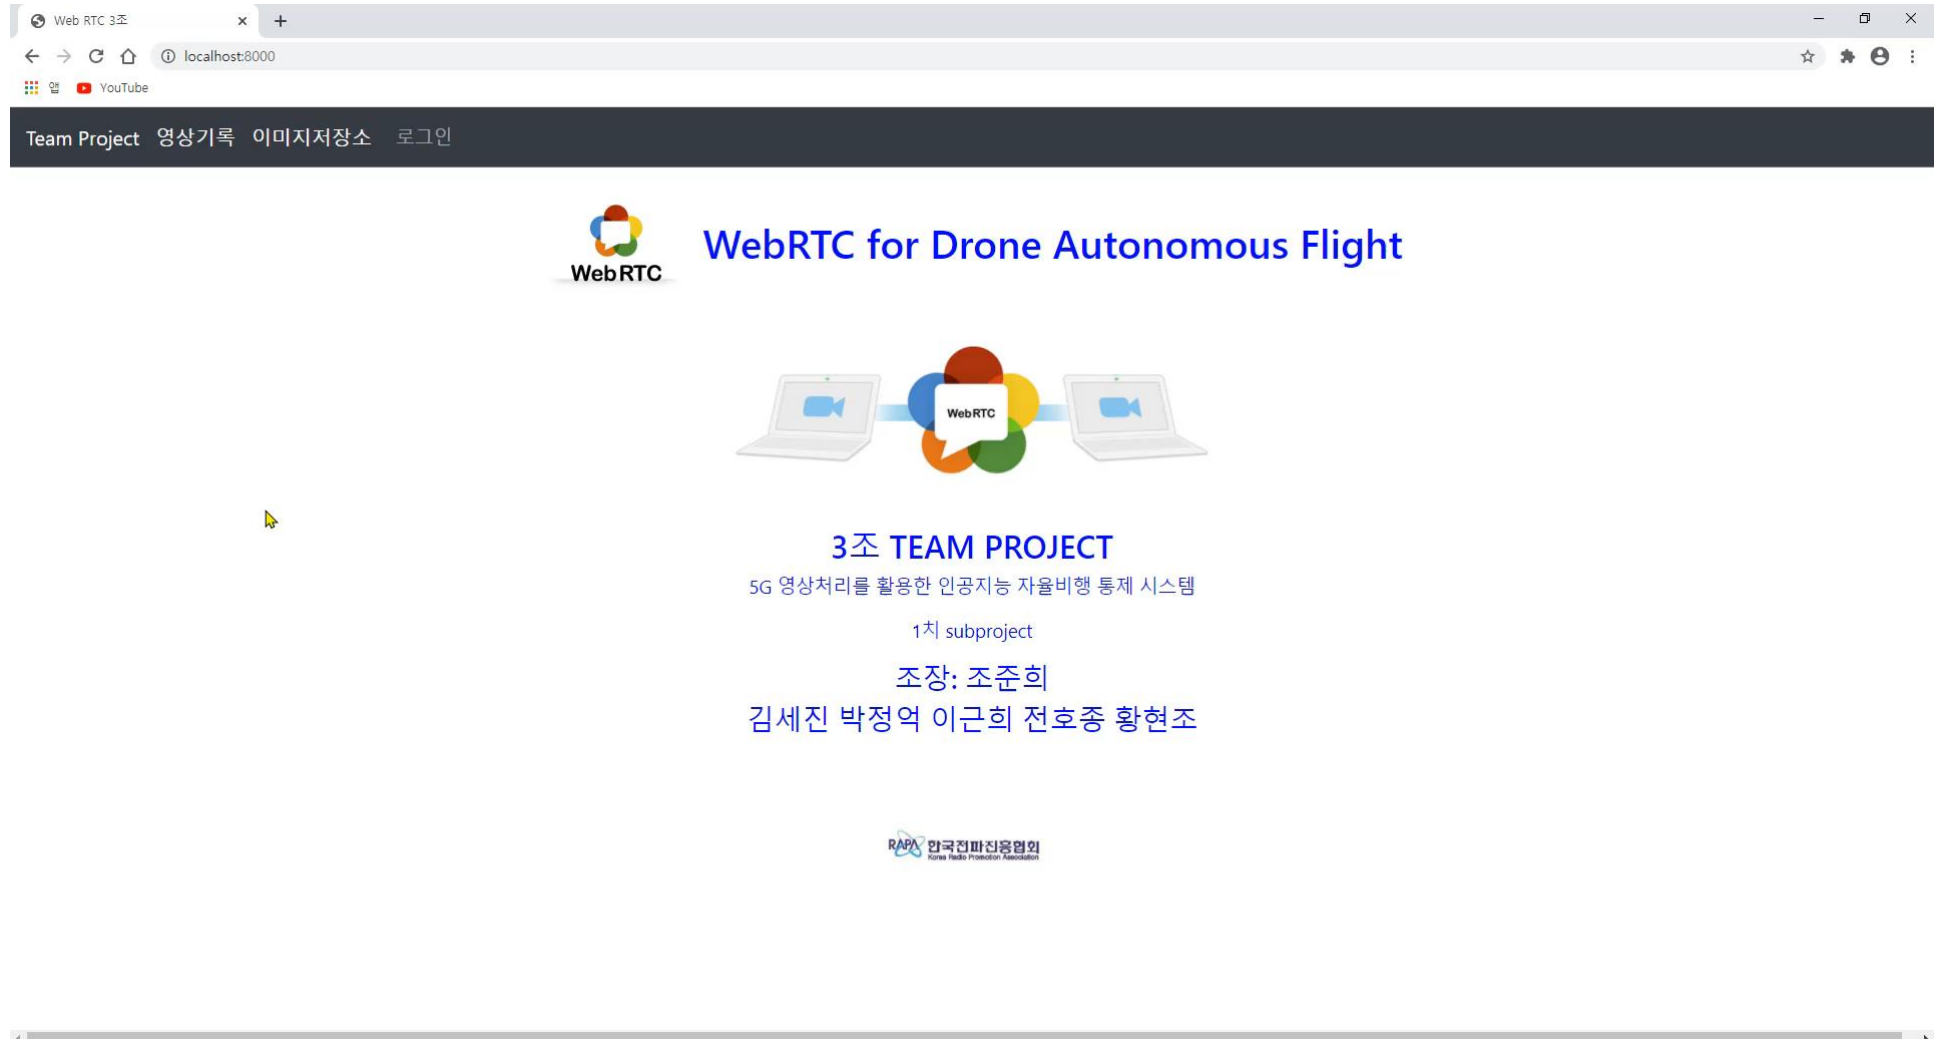 Web RTC 3조
localhost:8000
앱 YouTube
Team Project 영상기록 이미지저장소 로그인
WebRTC
WebRTC for Drone Autonomous Flight
WebRTC
3조 TEAM PROJECT
5G 영상처리를 활용한 인공지능 자율비행 통제 시스템
1치 subproject
조장: 조준희
김세진 박정억 이근희 전호종 황현조
RAPA 한국전파진흥협회
Korea Radio Promotion Association